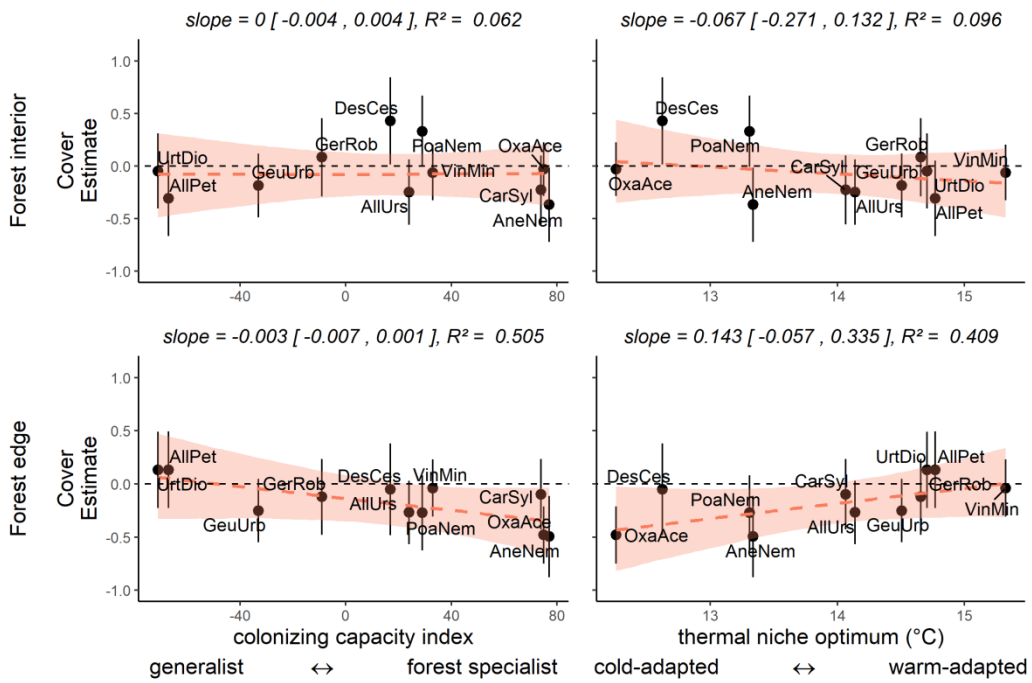 slope = 0 [ -0.004 , 0.004 ], R² = 0.062
slope = -0.067 [ -0.271 , 0.132 ], R² = 0.096
Forest interior
Cover
Estimate
1.0
0.5
0.0
-0.5
-1.0
UrtDio
AllPet
GeuUrb
GerRob
DesCes
PoaNem
AllUrs
VinMin
OxaAce
CarSyl
AneNem
-40
0
40
80
OxaAce
DesCes
PoaNem
AneNem
CarSyl
AllUrs
GeuUrb
GerRob
UrtDio
AllPet
VinMin
13
14
15
slope = -0.003 [ -0.007 , 0.001 ], R² = 0.505
slope = 0.143 [ -0.057 , 0.335 ], R² = 0.409
Forest edge
Cover
Estimate
1.0
0.5
0.0
-0.5
-1.0
AllPet
UrtDio
GeuUrb
GerRob
DesCes
AllUrs
VinMin
PoaNem
CarSyl
OxaAce
AneNem
-40
0
40
80
colonizing capacity index
generalist ↔ forest specialist
DesCes
OxaAce
PoaNem
AneNem
CarSyl
AllUrs
GeuUrb
UrtDio
AllPet
GerRob
VinMin
13
14
15
thermal niche optimum (°C)
cold-adapted ↔ warm-adapted